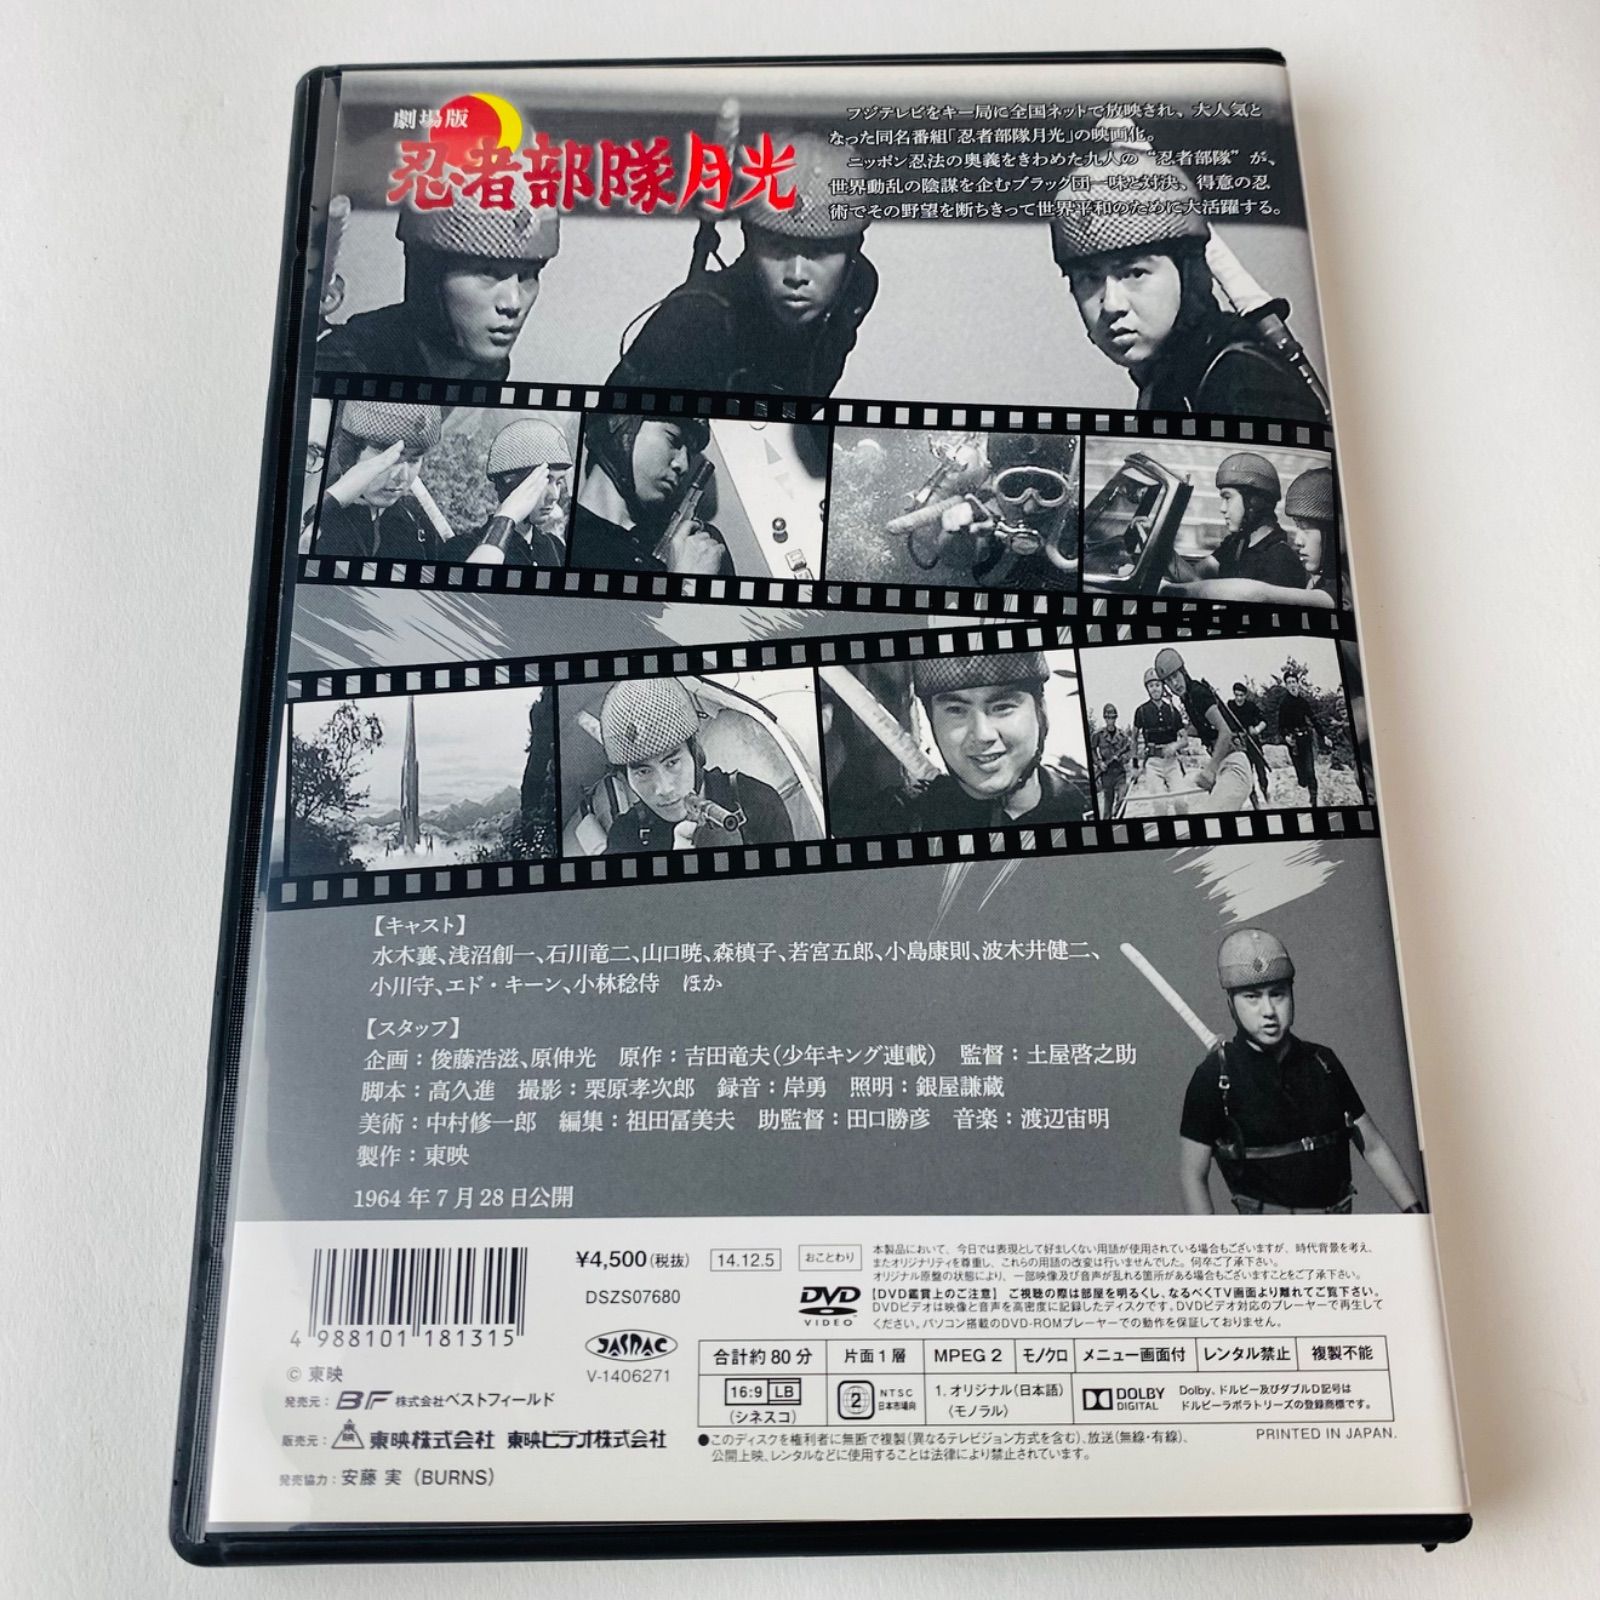 劇場版
忍者部隊月光
フジテレビをキー局に全国ネットで放映され、大人気と
なった同名番組「忍者部隊月光」の映画化。
ニッポン忍法の奥義をきわめた九人の“忍者部隊”が、
世界動乱の陰謀を企むブラック団一味と対決、得意の忍
術でその野望を断ちきって世界平和のために大活躍する。
【キャスト】
水木襄、浅沼創一、石川竜二、山口暁、森槙子、若宮五郎、小島康則、波木井健二、
小川守、エド・キーン、小林稔侍 ほか
【スタッフ】
企画：俊藤浩滋、原伸光 原作：吉田竜夫（少年キング連載） 監督：土屋啓之助
脚本：高久進 撮影：栗原孝次郎 録音：岸勇 照明：銀屋謙蔵
美術：中村修一郎 編集：祖田冨美夫 助監督：田口勝彦 音楽：渡辺宙明
製作：東映
1964年7月28日公開
4 988101 181315
¥4,500（税抜） 14.12.5
DSZS07680
JASRAC
V-1406271
おことわり
本製品において、今日では表現として好ましくない用語が使用されている場合もございますが、時代背景を考え、
またオリジナリティを尊重し、これらの用語の改変は行いませんでした。何卒ご了承下さい。
オリジナル原盤の状態により、一部映像及び音声が乱れる箇所がある場合もございますことをご了承下さい。
DVD
VIDEO
【DVD鑑賞上のご注意】ご視聴の際は部屋を明るくし、なるべくTV画面より離れてご覧下さい。
DVDビデオは映像と音声を高密度に記録したディスクです。DVDビデオ対応のプレーヤーで再生して
ください。パソコン搭載のDVD-ROMプレーヤーでの動作を保証しておりません。
合計約80分 片面1層 MPEG 2 モノクロ メニュー画面付 レンタル禁止 複製不能
16:9 LB
（シネスコ）
2 NTSC
日本市場向
1. オリジナル（日本語）
（モノラル）
DOLBY
DIGITAL
Dolby、ドルビー及びダブルD記号は
ドルビーラボラトリーズの登録商標です。
●このディスクを権利者に無断で複製（異なるテレビジョン方式を含む）、放送（無線・有線）、
公開上映、レンタルなどに使用することは法律により禁止されています。
PRINTED IN JAPAN.
© 東映
発売元：BF 株式会社ベストフィールド
販売元：東映 東映株式会社 東映ビデオ株式会社
発売協力：安藤 実（BURNS）